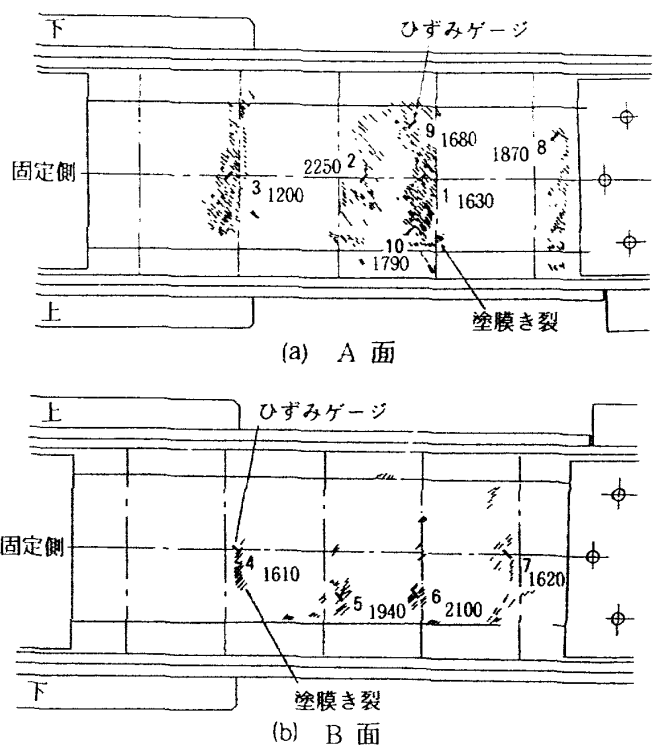 下
ひずみゲージ
9
1680
8
1870
2
2250
固定側
3
1200
1
1630
10
1790
塗膜き裂
上
(a) A 面
上
ひずみゲージ
固定側
4
1610
7
1620
5
1940
6
2100
下
塗膜き裂
(b) B 面